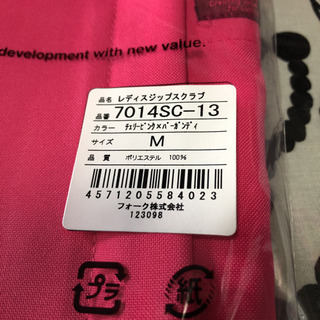 development with new value.
品名 レディスジップスクラブ
品番 7014SC-13
カラー チェリーピンク×バーガンディ
サイズ M
品質 ポリエステル 100%
4571205584023
フォーク株式会社
123098
プラ
紙